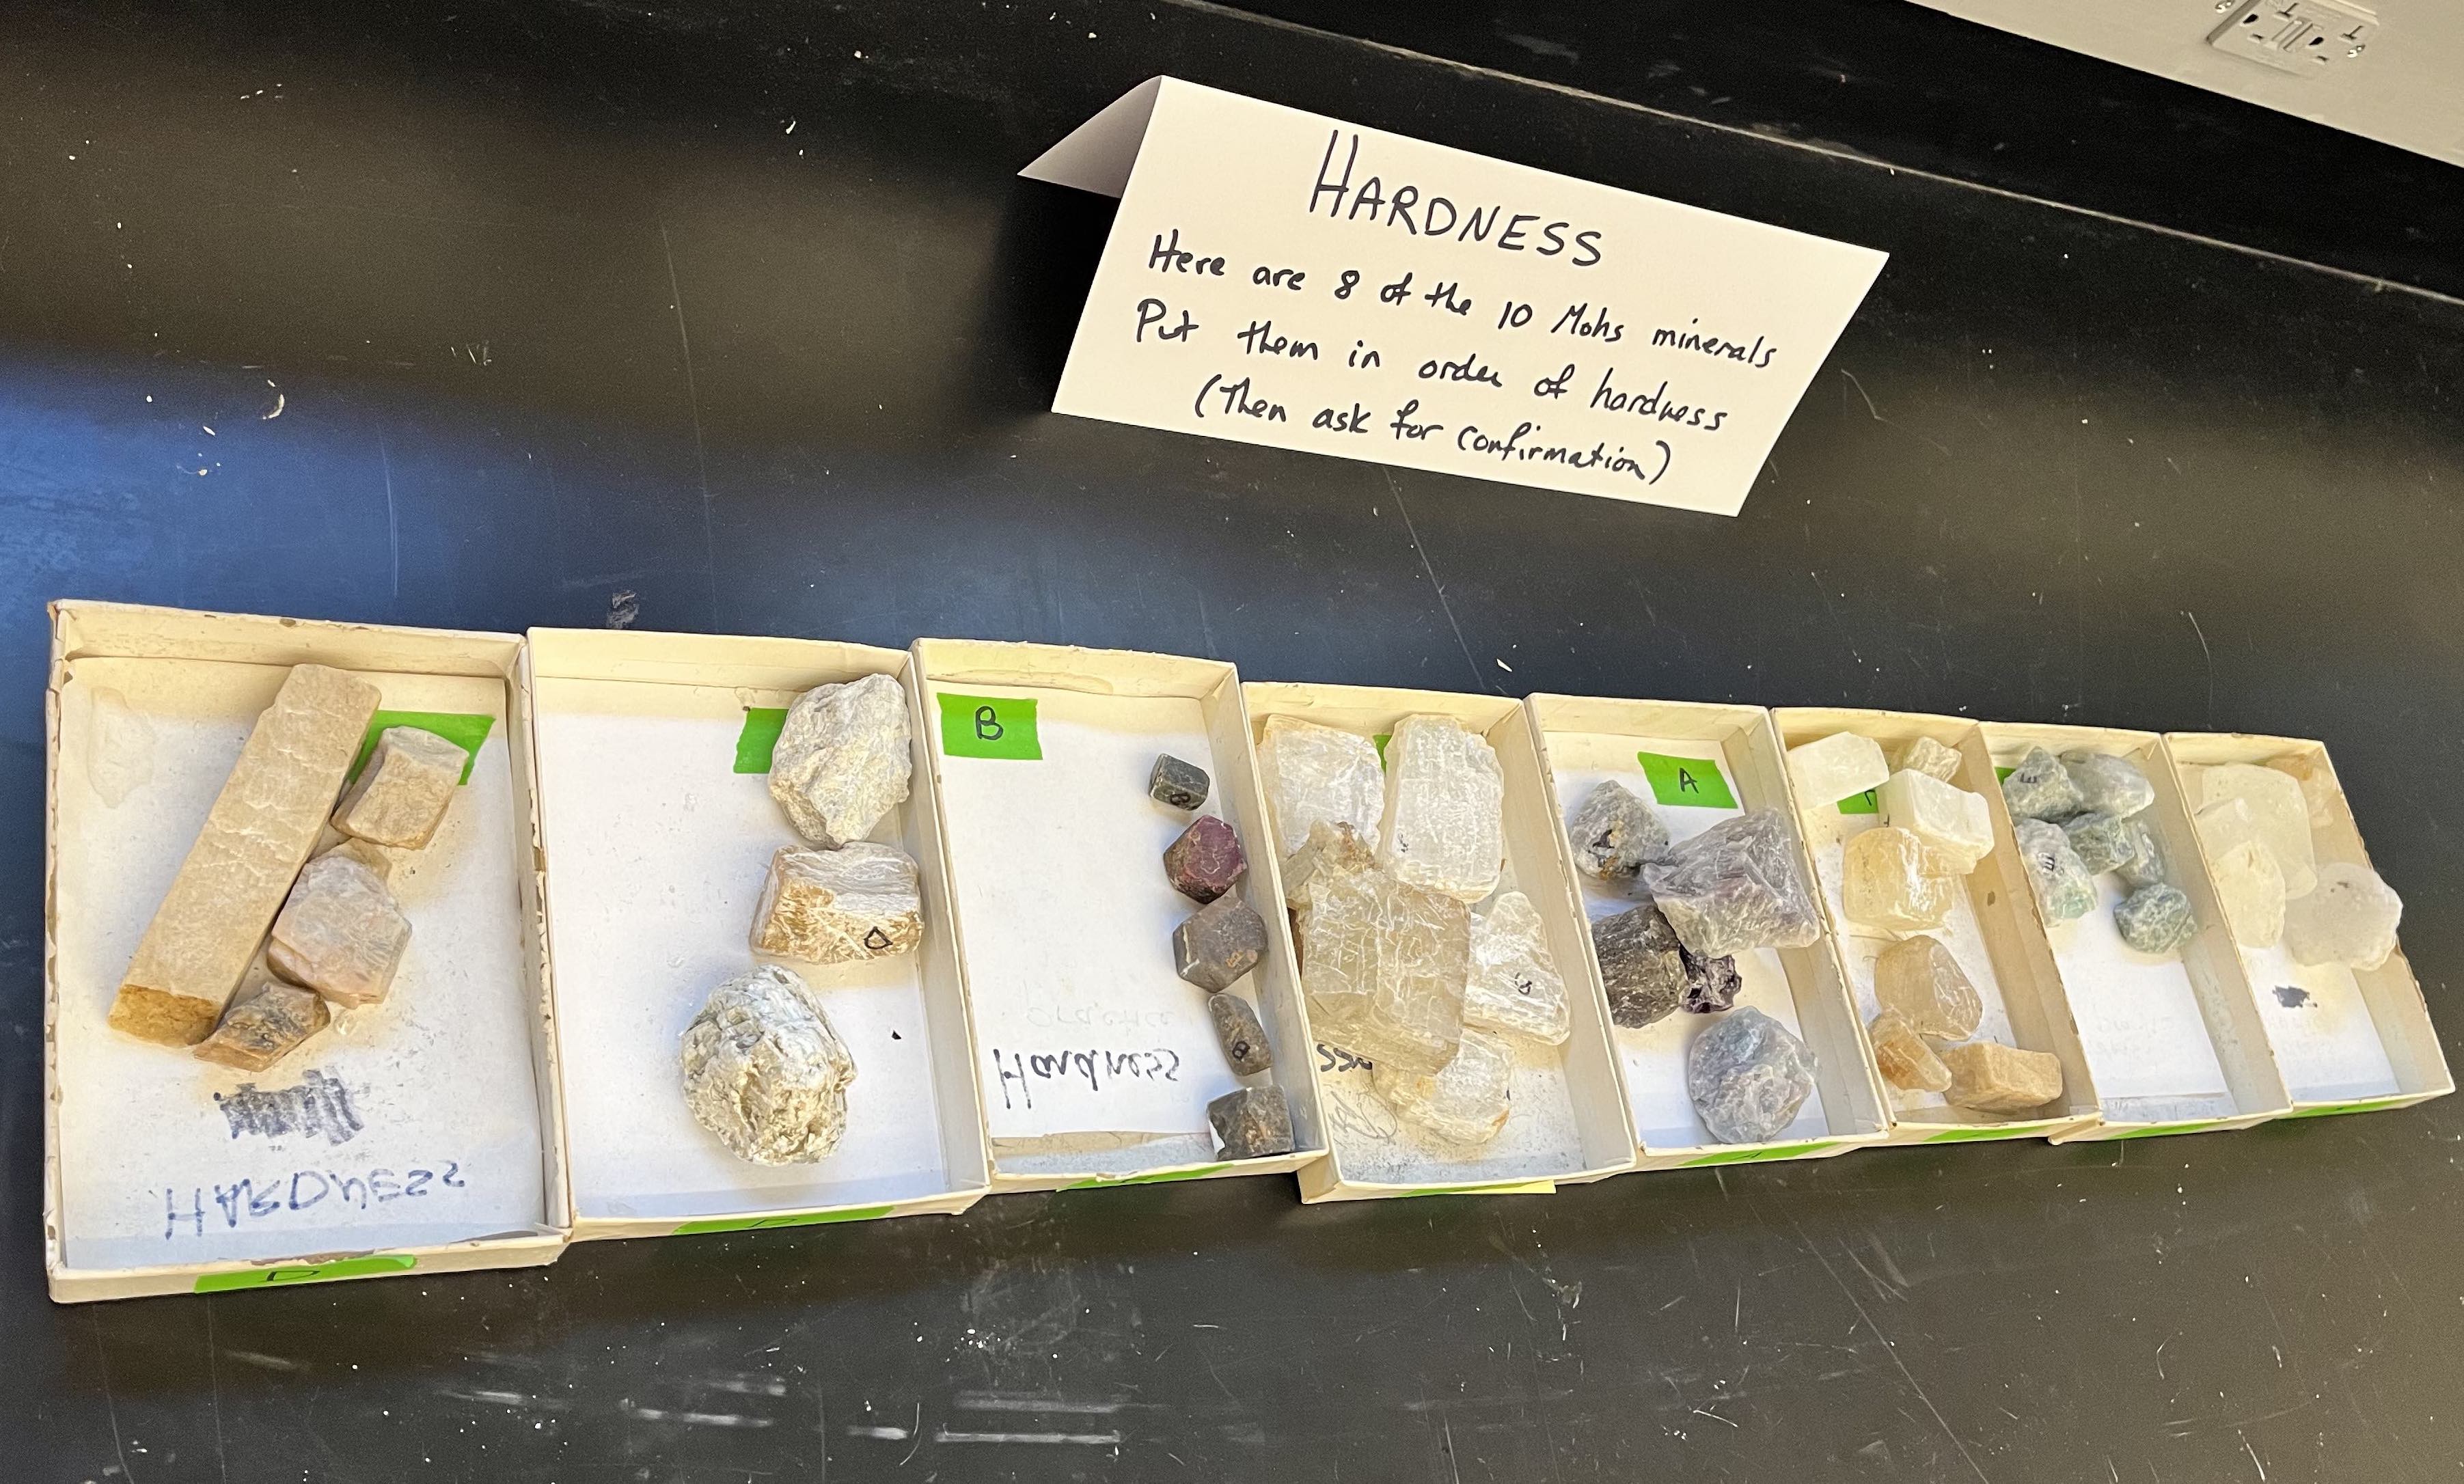 HARDNESS
Here are 8 of the 10 Mohs minerals
Put them in order of hardness
(Then ask for confirmation)
B
A
B
D
B
B
E
E
Hardness
HARDNESS
D